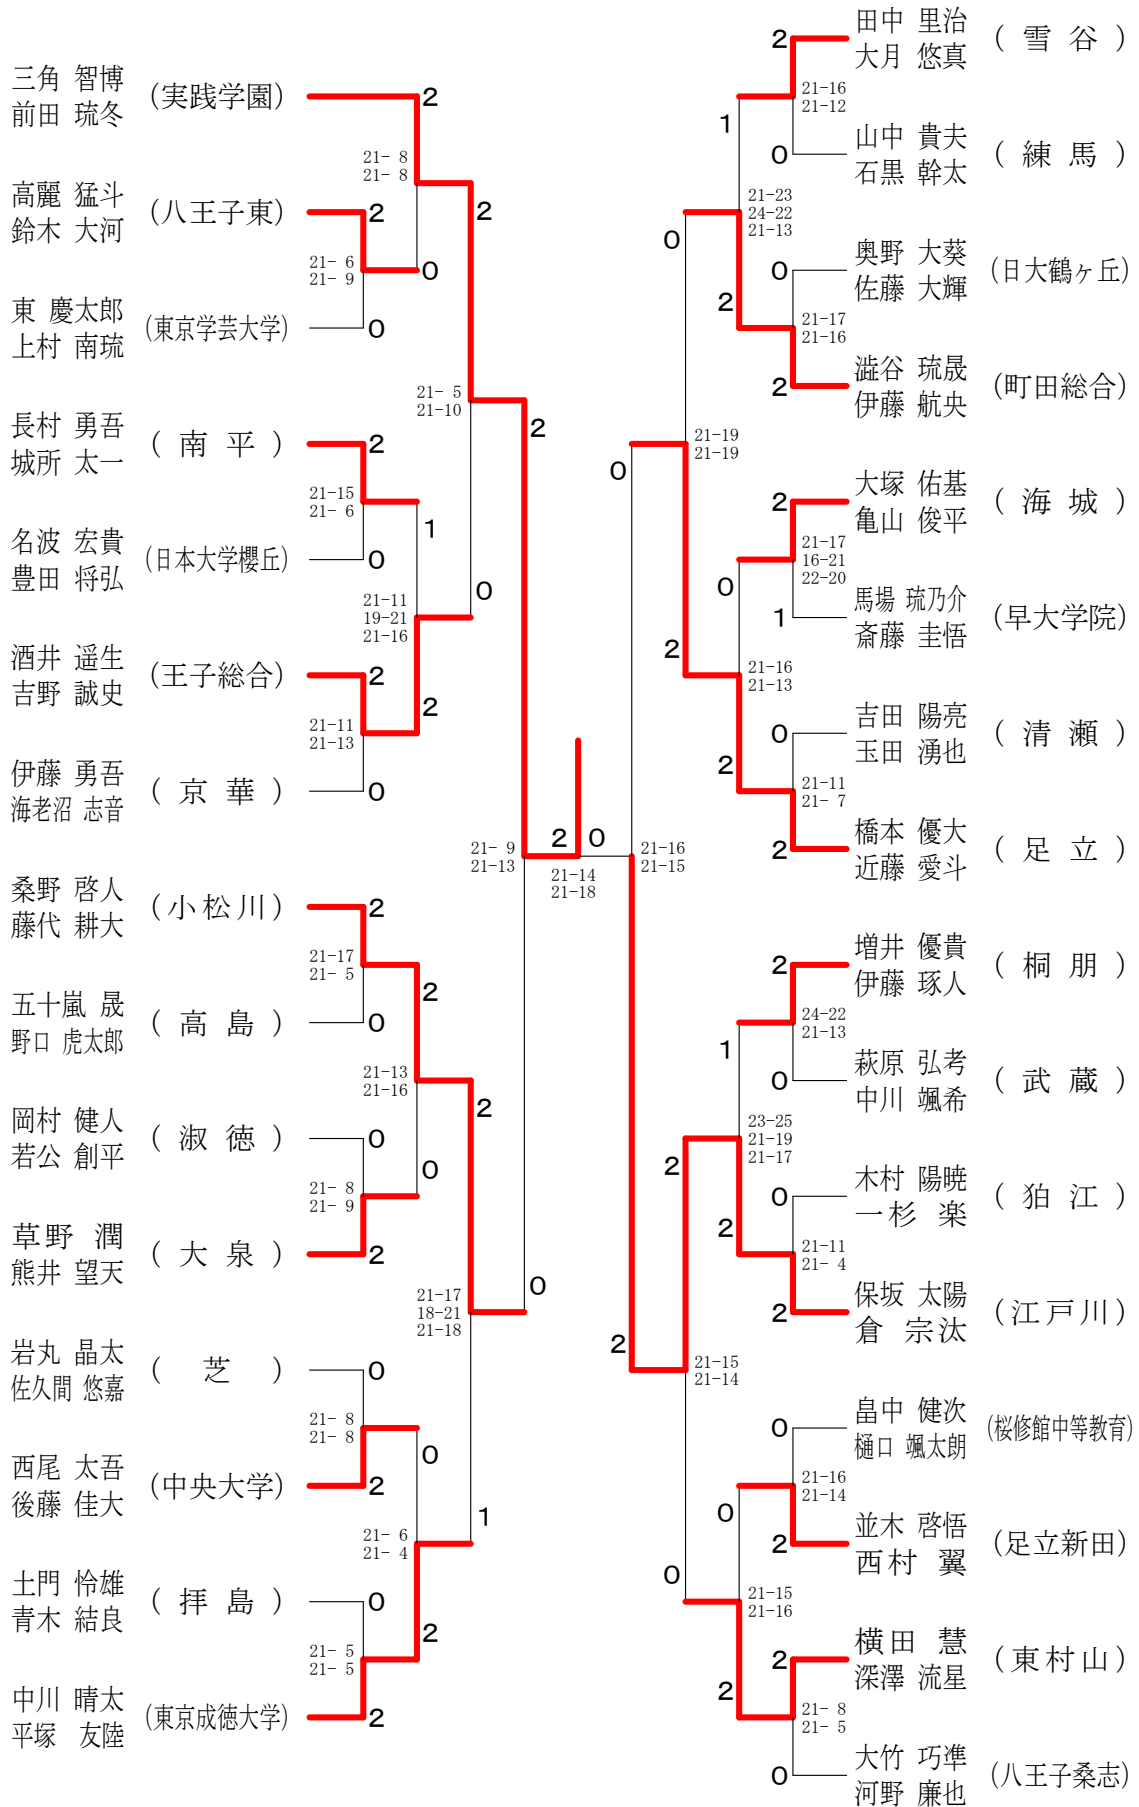 三角 智博
前田 琉冬
(実践学園)
2
21- 8
21- 8
2
高麗 猛斗
鈴木 大河
(八王子東)
2
21- 6
21- 9
0
東 慶太郎
上村 南琉
(東京学芸大学)
0
21- 5
21-10
2
長村 勇吾
城所 太一
( 南 平 )
2
21-15
21- 6
1
名波 宏貴
豊田 将弘
(日本大学櫻丘)
0
21-11
19-21
21-16
0
酒井 遥生
吉野 誠史
(王子総合)
2
21-11
21-13
2
伊藤 勇吾
海老沼 志音
( 京 華 )
0
21- 9
21-13
2
0
21-14
21-18
桑野 啓人
藤代 耕大
(小松川)
2
21-17
21- 5
2
五十嵐 晟
野口 虎太郎
( 高 島 )
0
21-13
21-16
2
岡村 健人
若公 創平
( 淑 徳 )
0
21- 8
21- 9
0
草野 潤
熊井 望天
( 大 泉 )
2
21-17
18-21
21-18
0
岩丸 晶太
佐久間 悠嘉
( 芝 )
0
21- 8
21- 8
0
西尾 太吾
後藤 佳大
(中央大学)
2
21- 6
21- 4
1
土門 怜雄
青木 結良
( 拝 島 )
0
21- 5
21- 5
2
中川 晴太
平塚 友陸
(東京成徳大学)
2
2
田中 里治
大月 悠真
( 雪 谷 )
21-16
21-12
1
0
山中 貴夫
石黒 幹太
( 練 馬 )
21-23
24-22
21-13
0
0
奥野 大葵
佐藤 大輝
(日大鶴ヶ丘)
2
21-17
21-16
2
澁谷 琉晟
伊藤 航央
(町田総合)
21-19
21-19
0
2
大塚 佑基
亀山 俊平
( 海 城 )
21-17
16-21
22-20
0
1
馬場 琉乃介
斎藤 圭悟
(早大学院)
2
21-16
21-13
0
吉田 陽亮
玉田 湧也
( 清 瀬 )
2
21-11
21- 7
2
橋本 優大
近藤 愛斗
( 足 立 )
21-16
21-15
2
増井 優貴
伊藤 琢人
( 桐 朋 )
24-22
21-13
1
0
萩原 弘考
中川 颯希
( 武 蔵 )
23-25
21-19
21-17
2
0
木村 陽暁
一杉 楽
( 狛 江 )
2
21-11
21- 4
2
保坂 太陽
倉 宗汰
(江戸川)
2
21-15
21-14
0
畠中 健次
樋口 颯太朗
(桜修館中等教育)
21-16
21-14
0
2
並木 啓悟
西村 翼
(足立新田)
0
21-15
21-16
2
横田 慧
深澤 流星
(東村山)
2
21- 8
21- 5
0
大竹 巧準
河野 廉也
(八王子桑志)